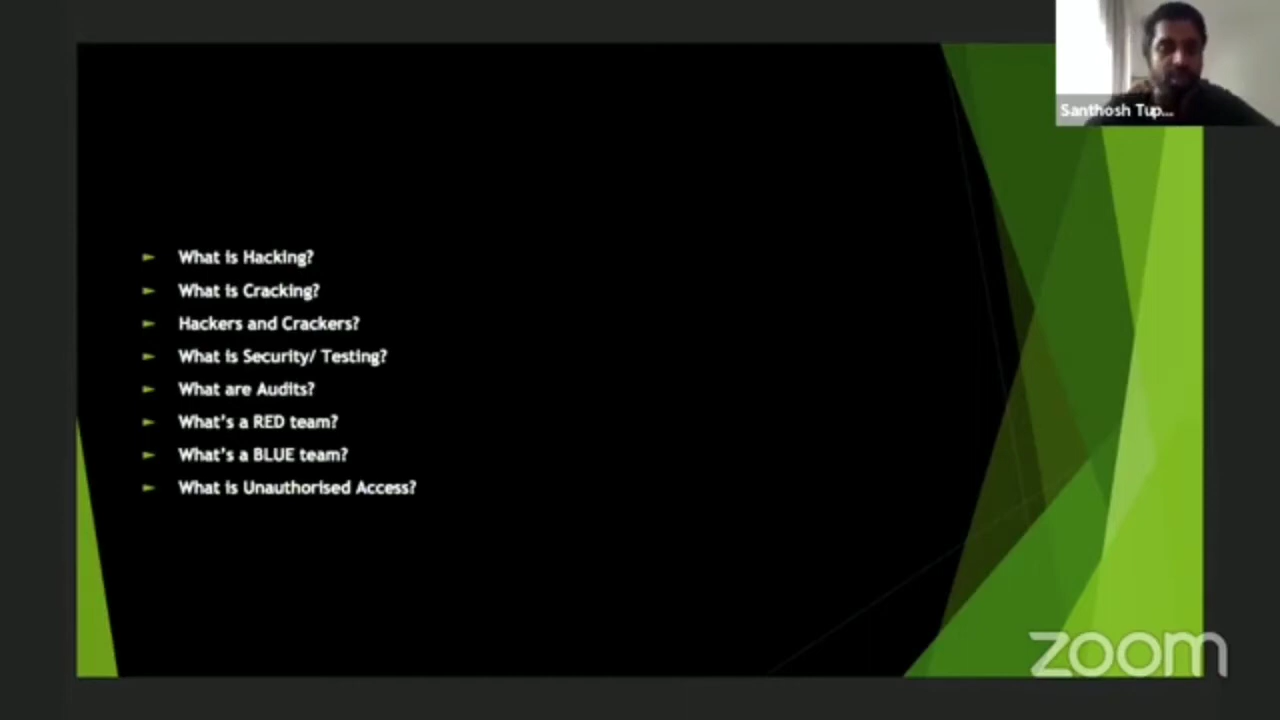 Santhosh Tup...
What is Hacking?
What is Cracking?
Hackers and Crackers?
What is Security/ Testing?
What are Audits?
What's a RED team?
What's a BLUE team?
What is Unauthorised Access?
zoom